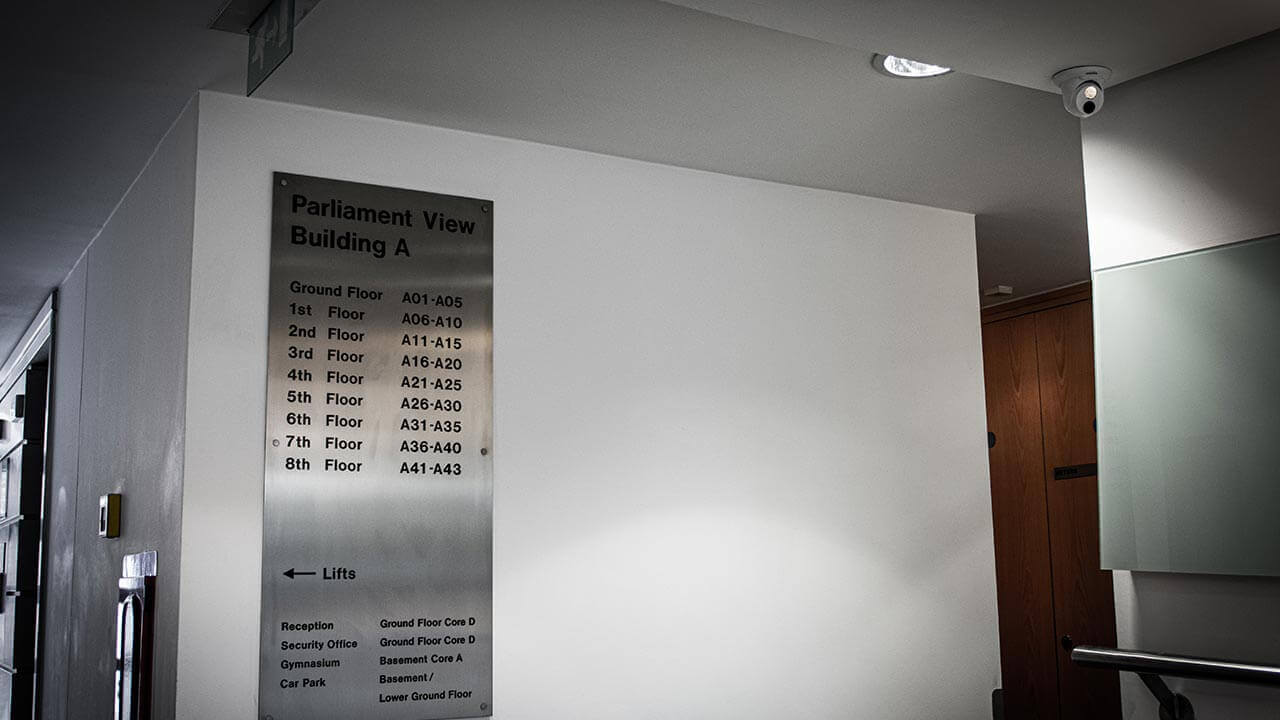 Parliament View
Building A
Ground Floor A01-A05
1st Floor A06-A10
2nd Floor A11-A15
3rd Floor A16-A20
4th Floor A21-A25
5th Floor A26-A30
6th Floor A31-A35
7th Floor A36-A40
8th Floor A41-A43
← Lifts
Reception Ground Floor Core D
Security Office Ground Floor Core D
Gymnasium Basement Core A
Car Park Basement /
Lower Ground Floor